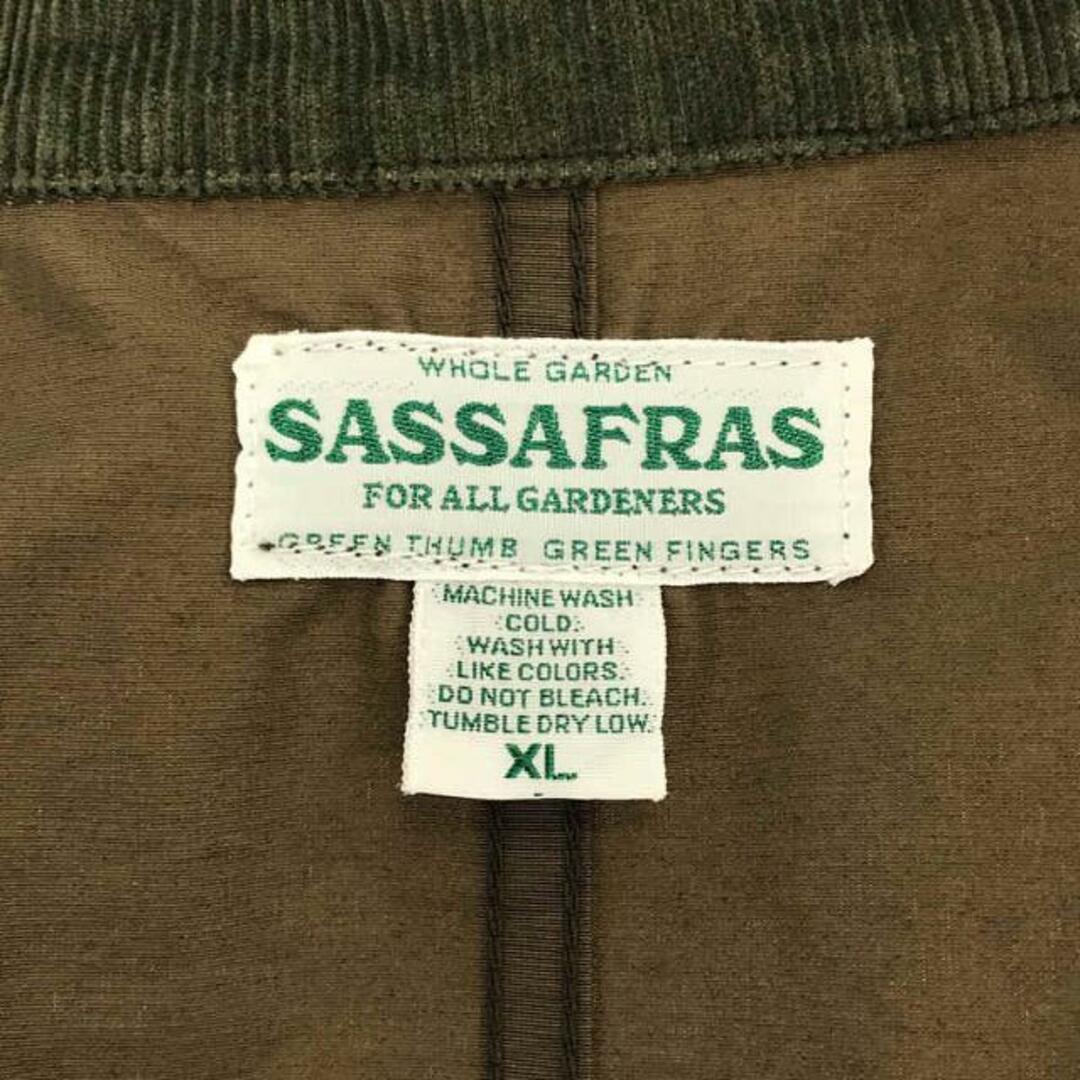 WHOLE GARDEN
SASSAFRAS
FOR ALL GARDENERS
GREEN THUMB GREEN FINGERS
MACHINE WASH
COLD.
WASH WITH
LIKE COLORS.
DO NOT BLEACH.
TUMBLE DRY LOW.
XL